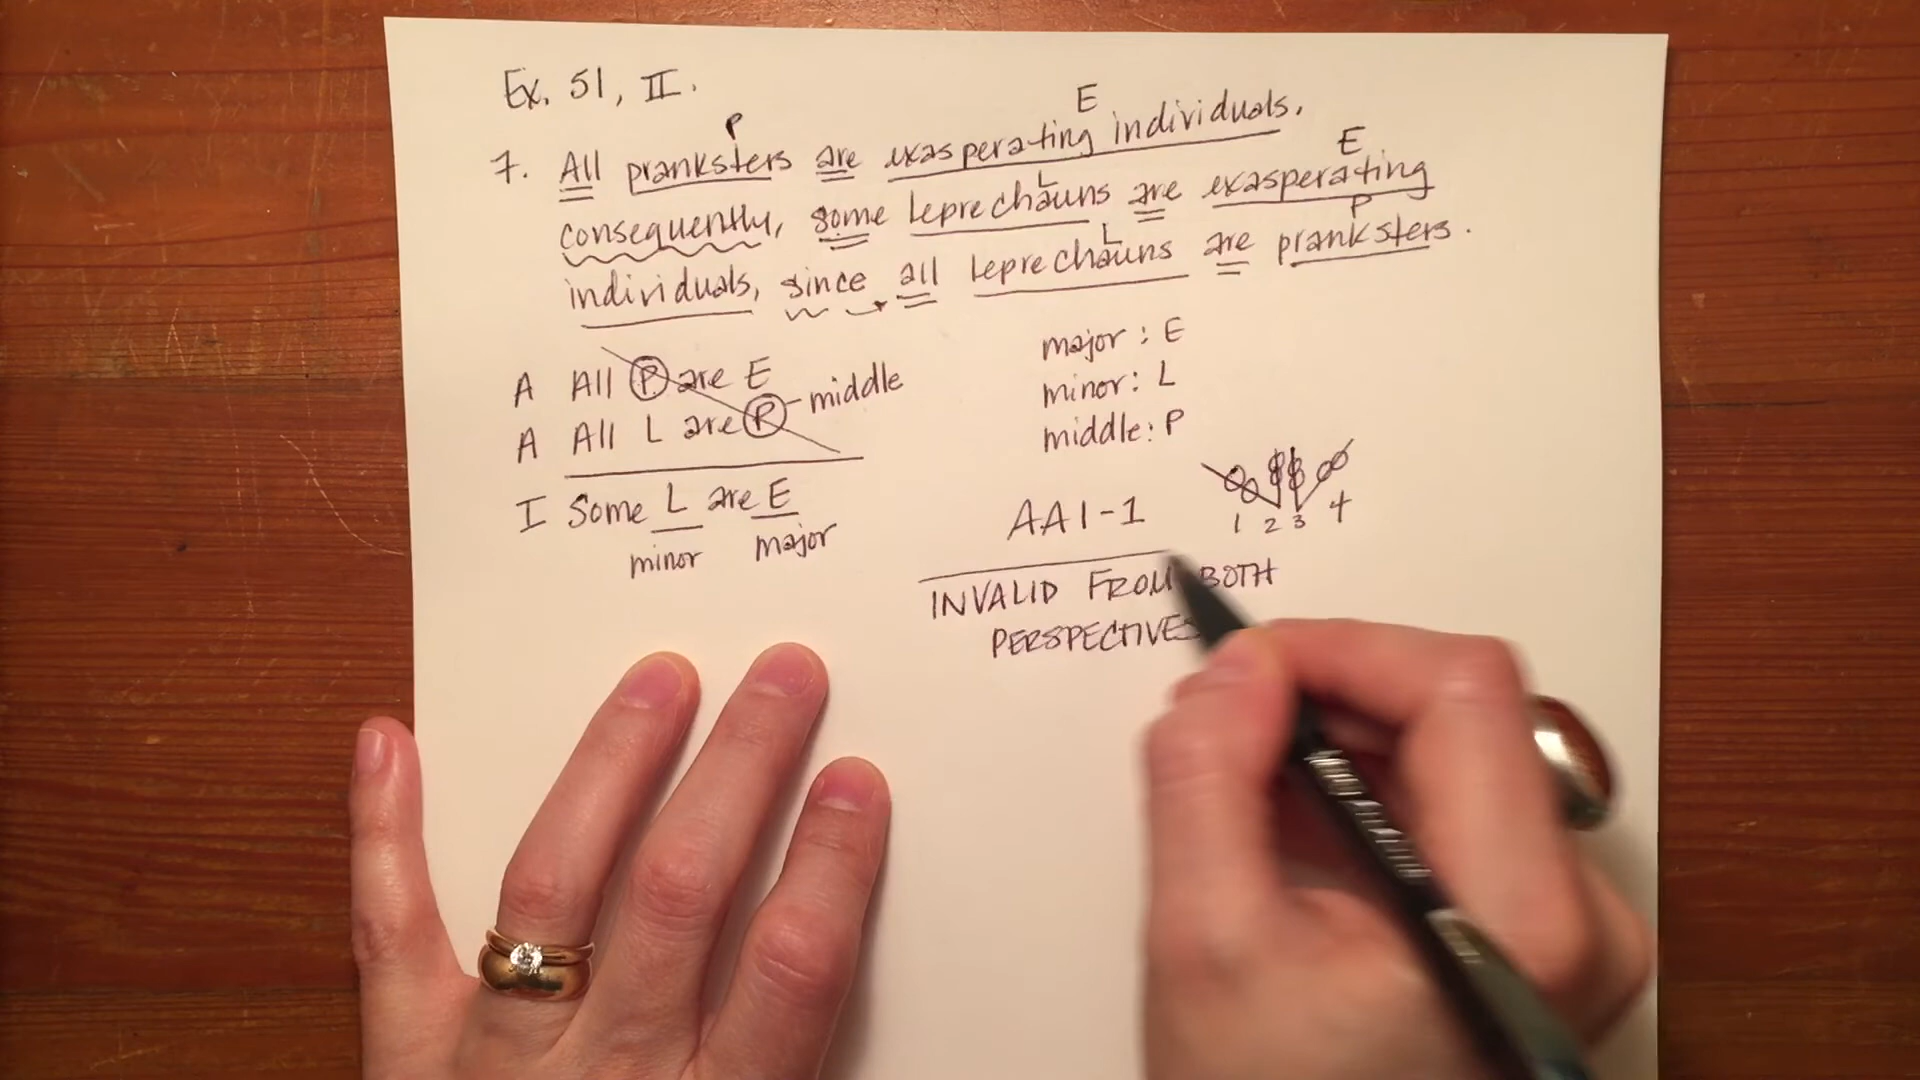 Ex. 51, II.
P E
7. All pranksters are exasperating individuals.
L E
consequently, some leprechauns are exasperating
L P
individuals, since all leprechauns are pranksters.
A All P are E
A All L are P - middle
I Some L are E
minor major
major: E
minor: L
middle: P
1 2 3 4
AAI-1
INVALID FROM BOTH
PERSPECTIVES